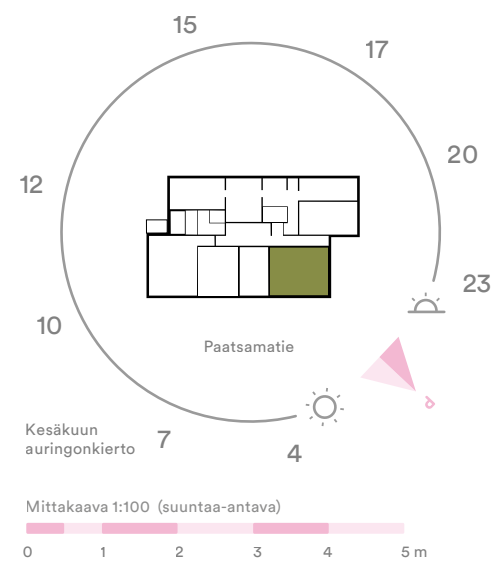 15
17
20
12
23
10
Paatsamatie
P
Kesäkuun
auringonkierto
7
4
Mittakaava 1:100 (suuntaa-antava)
0 1 2 3 4 5 m